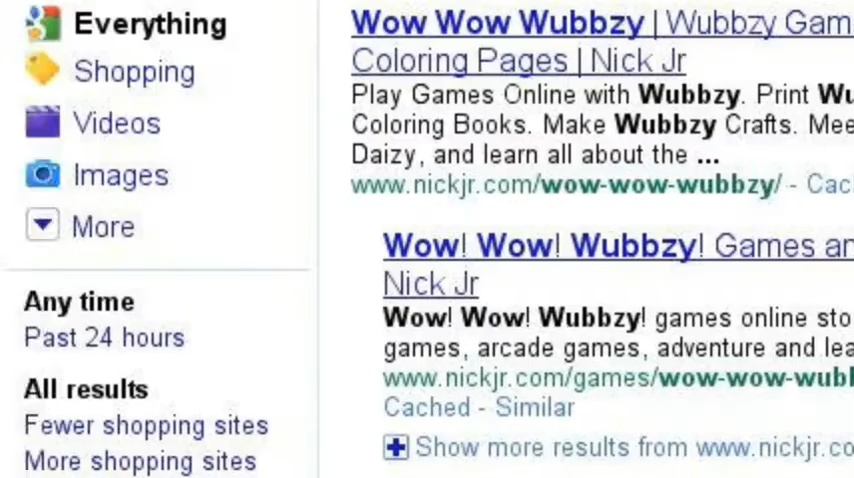 Everything
Shopping
Videos
Images
More
Any time
Past 24 hours
All results
Fewer shopping sites
More shopping sites
Wow Wow Wubbzy | Wubbzy Gam
Coloring Pages | Nick Jr
Play Games Online with Wubbzy. Print Wu
Coloring Books. Make Wubbzy Crafts. Mee
Daizy, and learn all about the ...
www.nickjr.com/wow-wow-wubbzy/ - Cac
Wow! Wow! Wubbzy! Games an
Nick Jr
Wow! Wow! Wubbzy! games online sto
games, arcade games, adventure and lea
www.nickjr.com/games/wow-wow-wubb
Cached - Similar
Show more results from www.nickjr.co